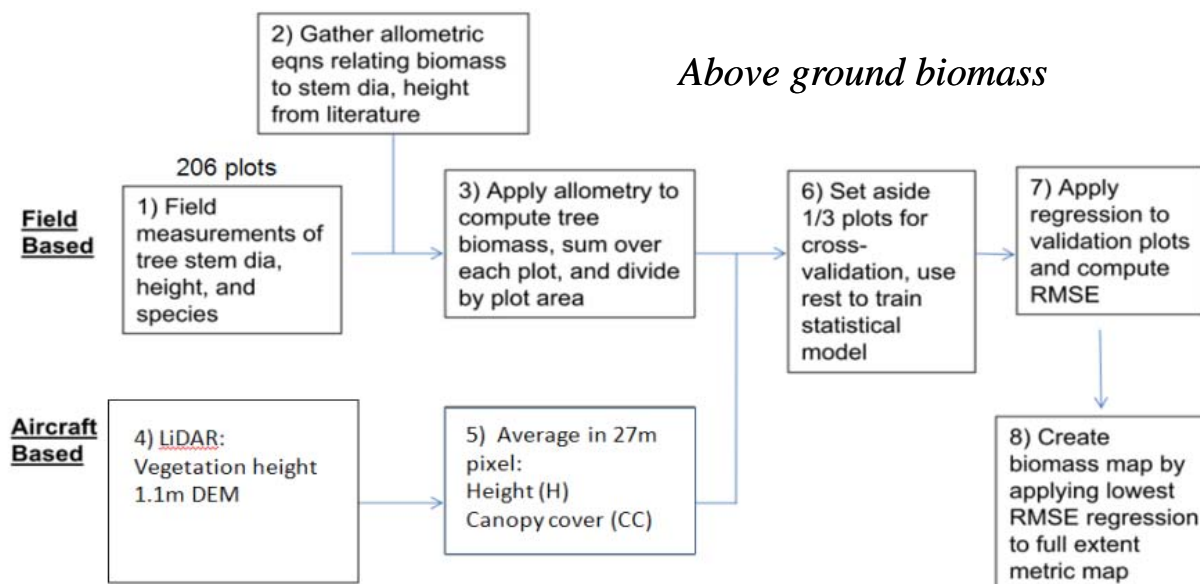 2) Gather allometric
eqns relating biomass
to stem dia, height
from literature
Above ground biomass
206 plots
Field
Based
1) Field
measurements of
tree stem dia,
height, and
species
3) Apply allometry to
compute tree
biomass, sum over
each plot, and divide
by plot area
6) Set aside
1/3 plots for
cross-
validation, use
rest to train
statistical
model
7) Apply
regression to
validation plots
and compute
RMSE
Aircraft
Based
4) LiDAR:
Vegetation height
1.1m DEM
5) Average in 27m
pixel:
Height (H)
Canopy cover (CC)
8) Create
biomass map by
applying lowest
RMSE regression
to full extent
metric map